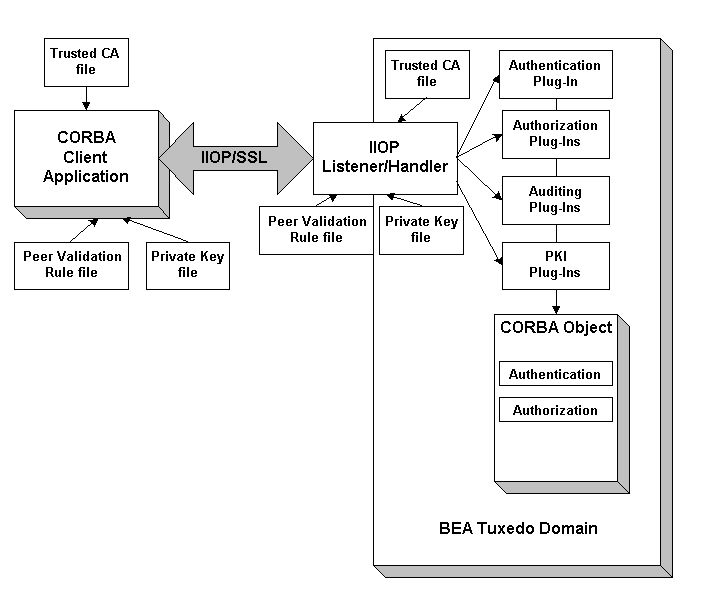 Trusted CA
file
CORBA
Client
Application
IIOP/SSL
Peer Validation
Rule file
Private Key
file
Trusted CA
file
IIOP
Listener/Handler
Peer Validation
Rule file
Private Key
file
Authentication
Plug-In
Authorization
Plug-Ins
Auditing
Plug-Ins
PKI
Plug-Ins
CORBA Object
Authentication
Authorization
BEA Tuxedo Domain